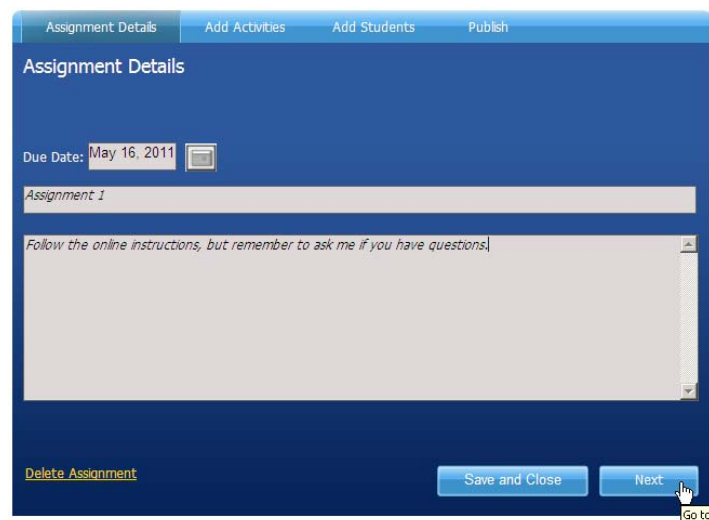 Assignment Details Add Activities Add Students Publish
Assignment Details
Due Date: May 16, 2011
Assignment 1
Follow the online instructions, but remember to ask me if you have questions.
Delete Assignment Save and Close Next
Go to